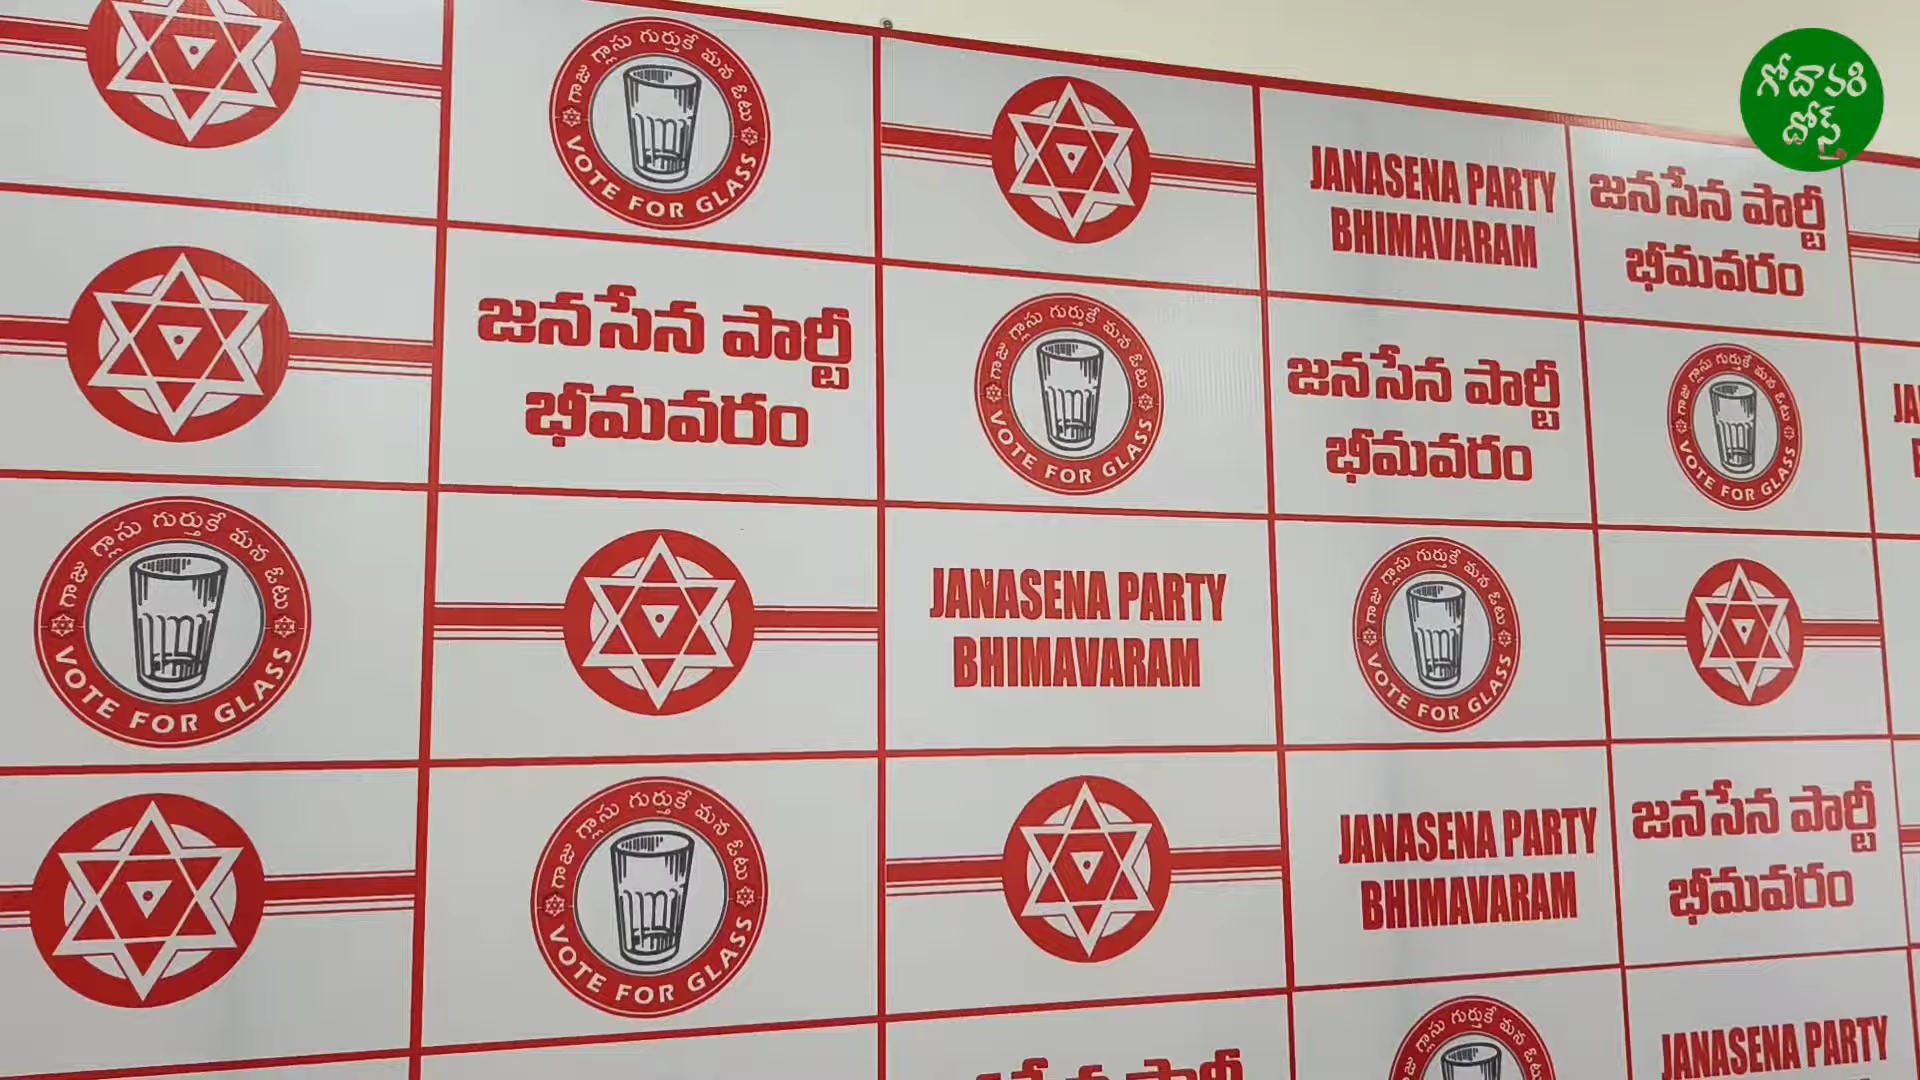 గోదావరి
దోస్త్
గాజు గ్లాసు గుర్తుకే మన ఓటు
VOTE FOR GLASS
JANASENA PARTY
BHIMAVARAM
జనసేన పార్టీ
భీమవరం
జనసేన పార్టీ
భీమవరం
గాజు గ్లాసు గుర్తుకే మన ఓటు
VOTE FOR GLASS
జనసేన పార్టీ
భీమవరం
గాజు గ్లాసు గుర్తుకే మన ఓటు
VOTE FOR GLASS
గాజు గ్లాసు గుర్తుకే మన ఓటు
VOTE FOR GLASS
JANASENA PARTY
BHIMAVARAM
గాజు గ్లాసు గుర్తుకే మన ఓటు
VOTE FOR GLASS
గాజు గ్లాసు గుర్తుకే మన ఓటు
VOTE FOR GLASS
JANASENA PARTY
BHIMAVARAM
జనసేన పార్టీ
భీమవరం
గ్లాసు గుర్తుకే మన
JANASENA PARTY